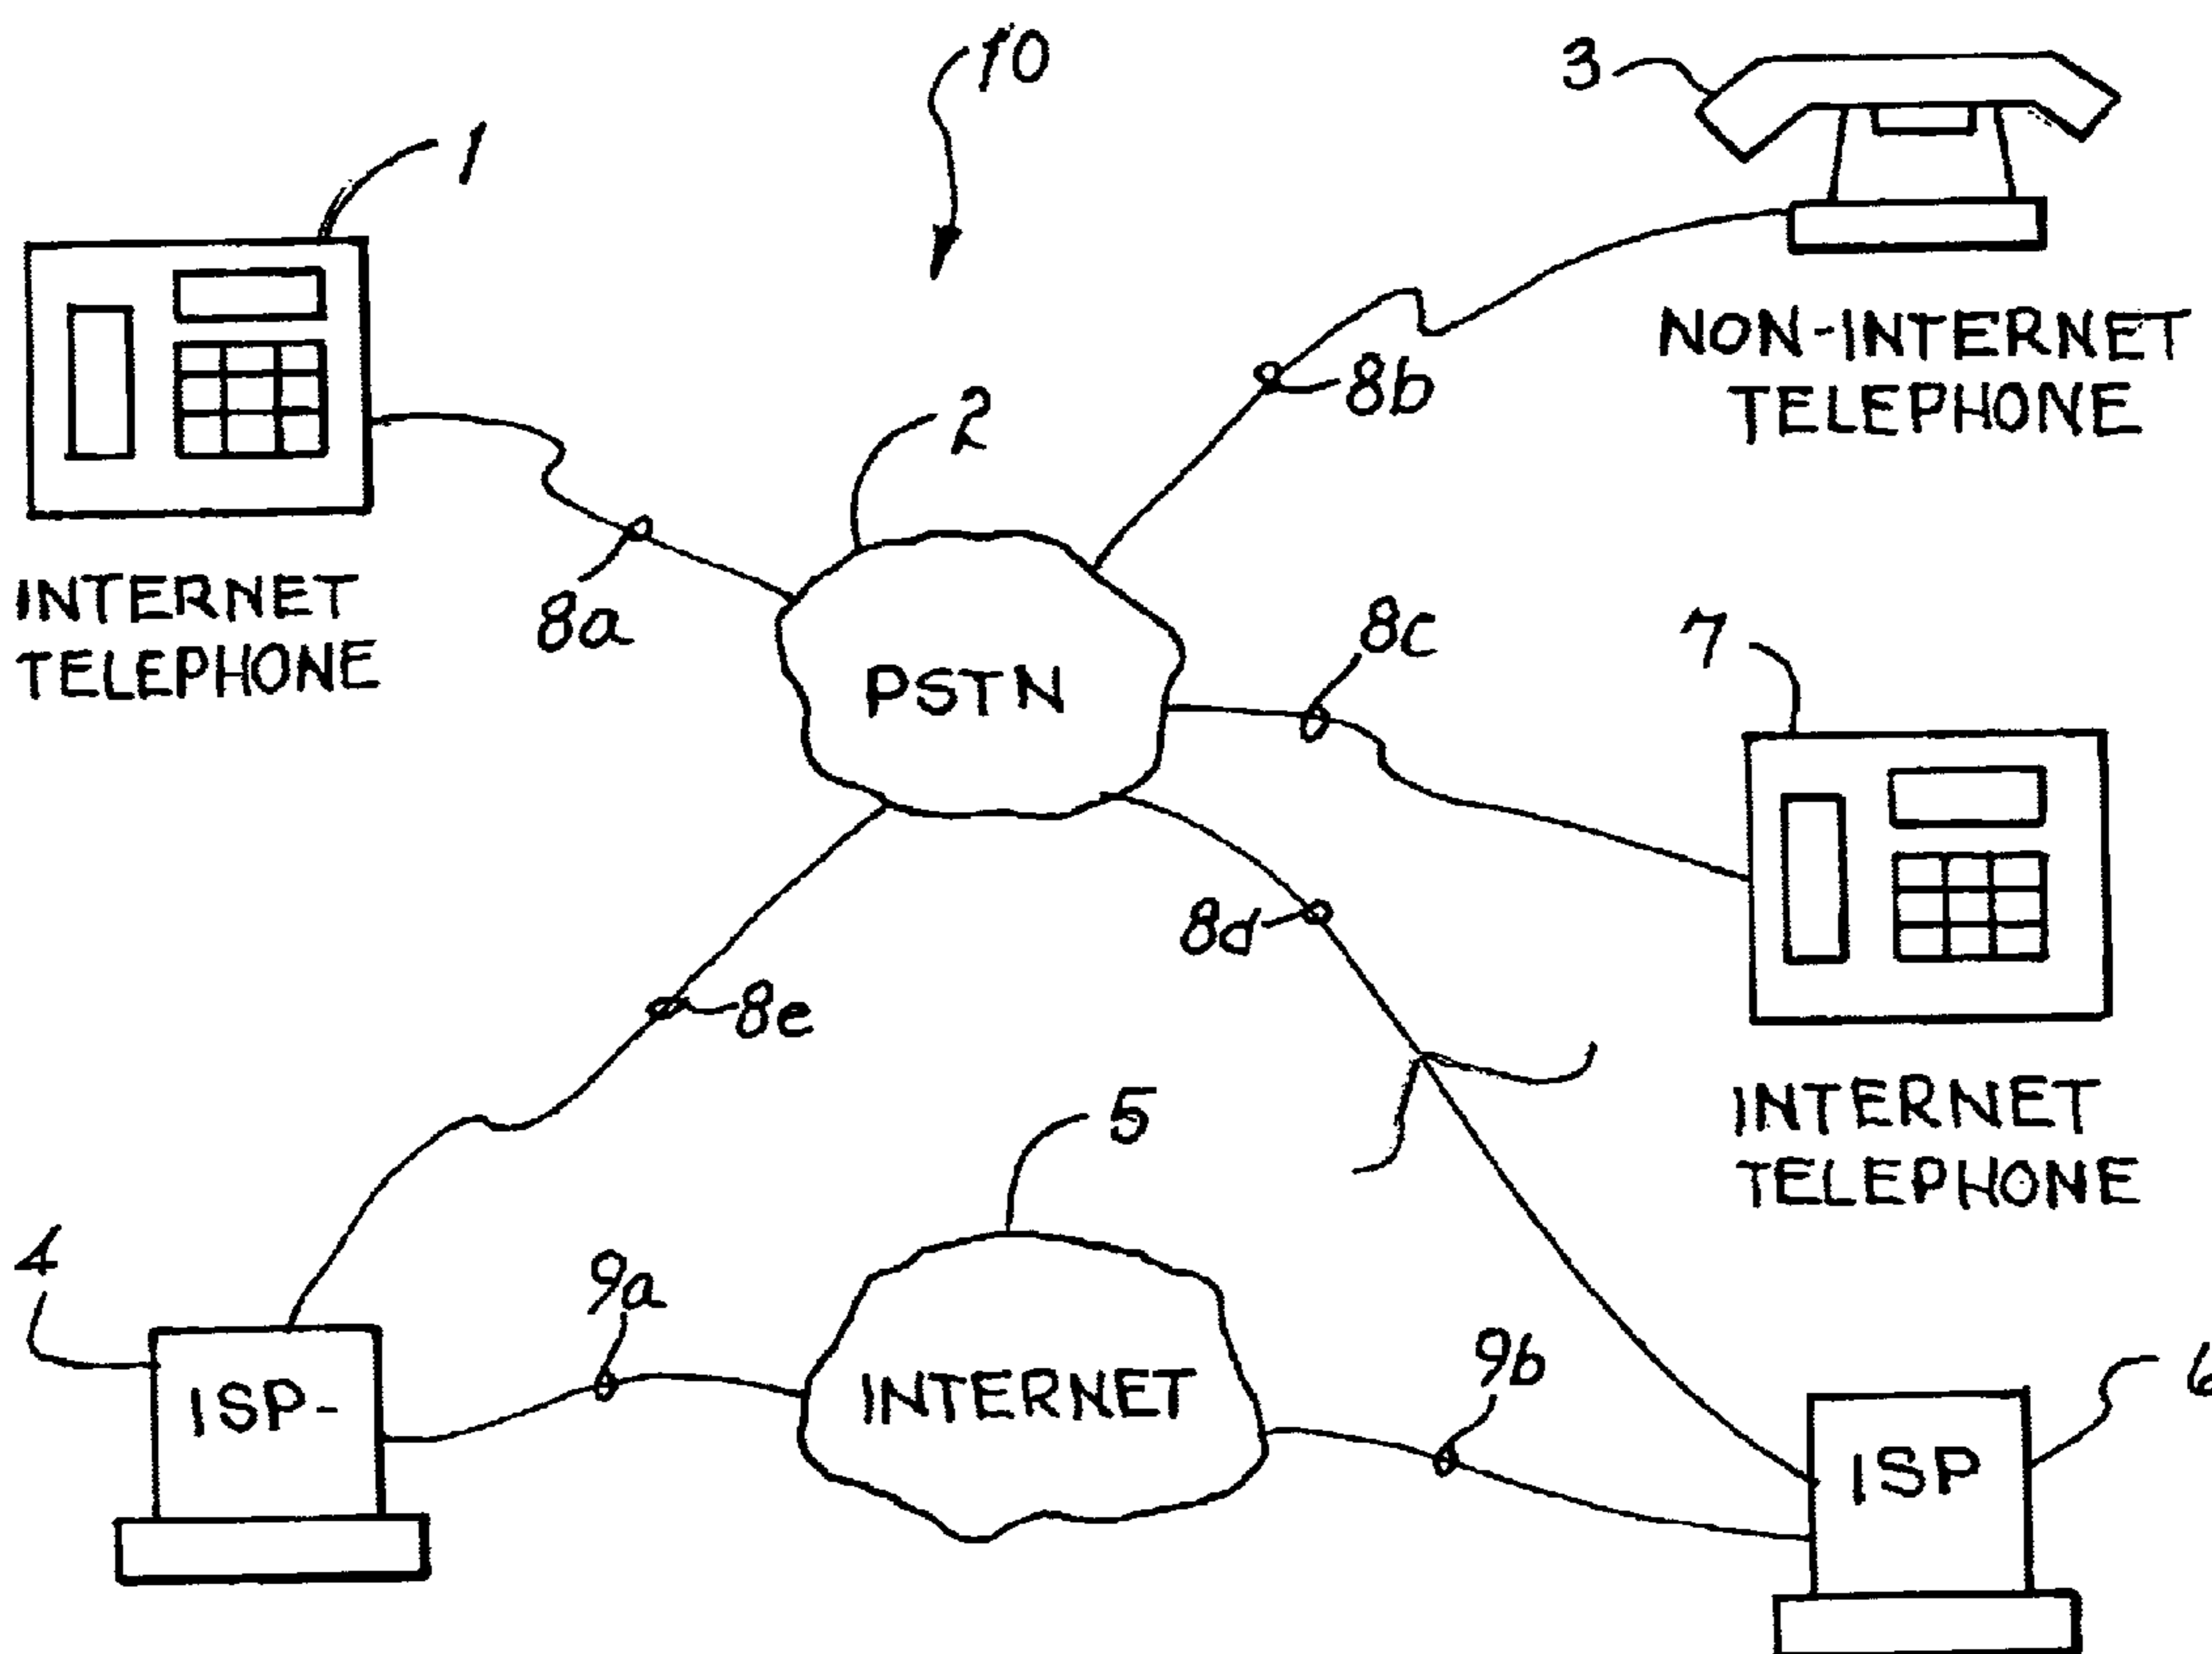 10
3
1
NON-INTERNET
TELEPHONE
8b
2
INTERNET
TELEPHONE
8a
8c
7
PSTN
8d
8e
INTERNET
TELEPHONE
5
4
9a
9b
6
ISP-
INTERNET
ISP